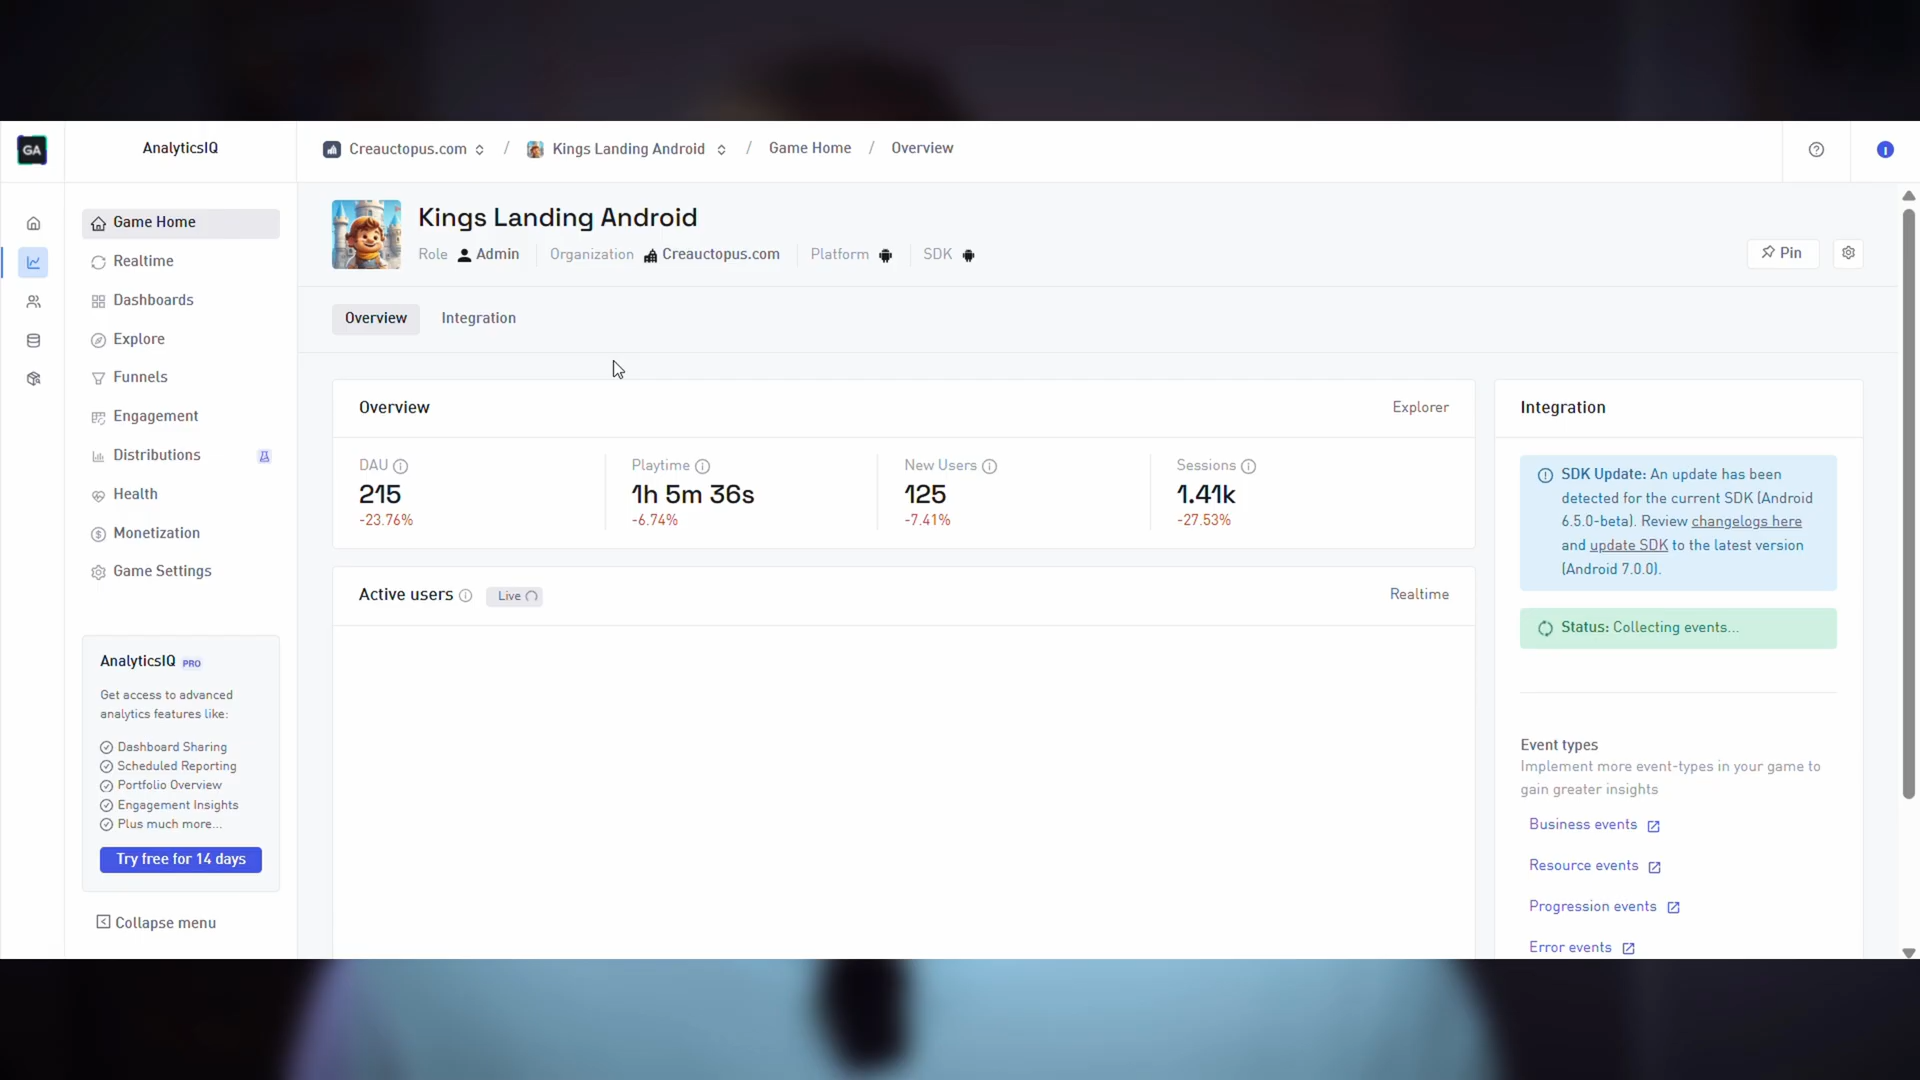 GA
AnalyticsIQ
Creauctopus.com / Kings Landing Android / Game Home / Overview
Game Home
Realtime
Dashboards
Explore
Funnels
Engagement
Distributions
Health
Monetization
Game Settings
AnalyticsIQ PRO
Get access to advanced
analytics features like:
Dashboard Sharing
Scheduled Reporting
Portfolio Overview
Engagement Insights
Plus much more...
Try free for 14 days
Collapse menu
Kings Landing Android
Role Admin Organization Creauctopus.com Platform SDK
Pin
Overview Integration
Overview Explorer
DAU Playtime New Users Sessions
215 1h 5m 36s 125 1.41k
-23.76% -6.74% -7.41% -27.53%
Active users Live Realtime
Integration
SDK Update: An update has been
detected for the current SDK (Android
6.5.0-beta). Review changelogs here
and update SDK to the latest version
(Android 7.0.0).
Status: Collecting events...
Event types
Implement more event-types in your game to
gain greater insights
Business events
Resource events
Progression events
Error events